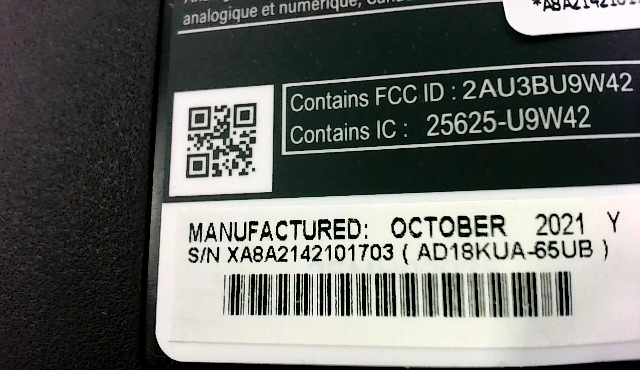 analogique et numérique,
Contains FCC ID : 2AU3BU9W42
Contains IC : 25625-U9W42
MANUFACTURED: OCTOBER 2021 Y
S/N XA8A2142101703 ( AD18KUA-65UB )